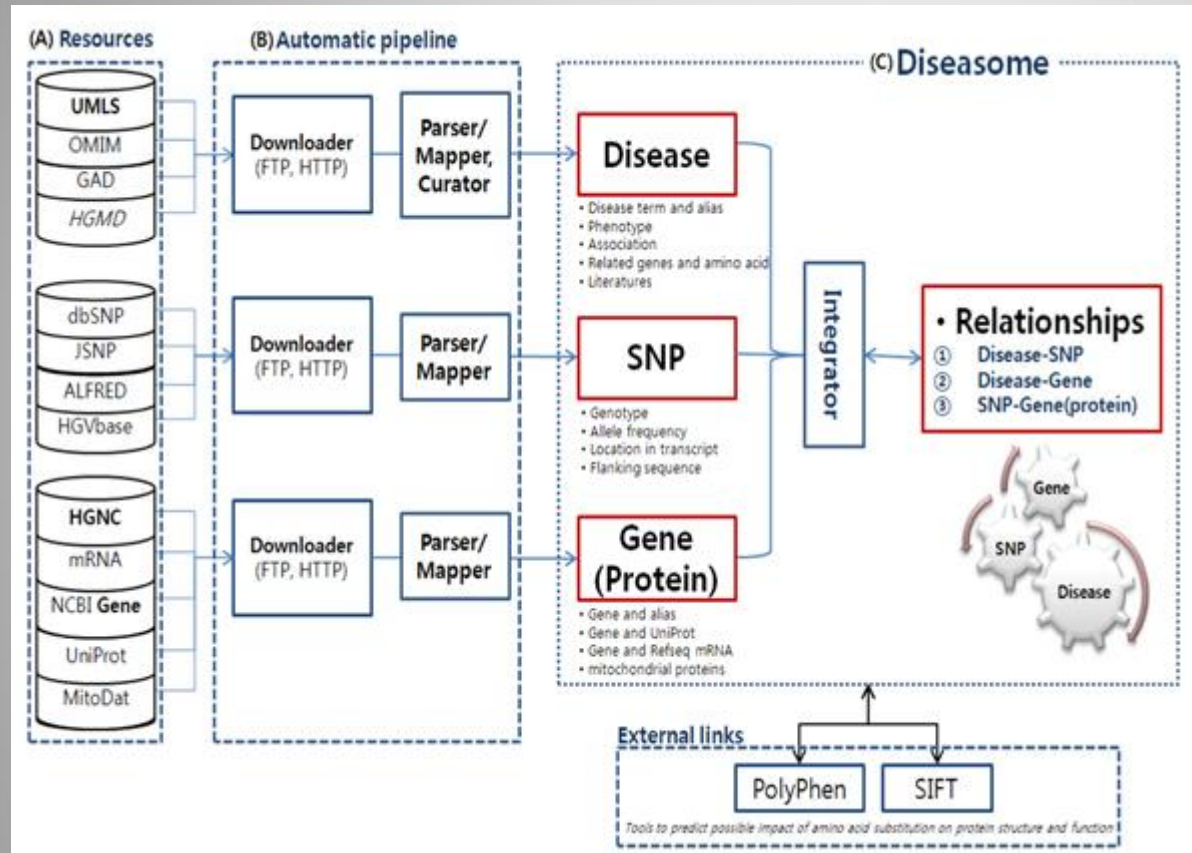 (A) Resources
UMLS
OMIM
GAD
HGMD
dbSNP
JSNP
ALFRED
HGVbase
HGNC
mRNA
NCBI Gene
UniProt
MitoDat
(B) Automatic pipeline
Downloader
(FTP, HTTP)
Parser/
Mapper,
Curator
Downloader
(FTP, HTTP)
Parser/
Mapper
Downloader
(FTP, HTTP)
Parser/
Mapper
(C) Diseasome
Disease
• Disease term and alias
• Phenotype
• Association
• Related genes and amino acid
• Literatures
SNP
• Genotype
• Allele frequency
• Location in transcript
• Flanking sequence
Gene
(Protein)
• Gene and alias
• Gene and UniProt
• Gene and Refseq mRNA
• mitochondrial proteins
Integrator
• Relationships
① Disease-SNP
② Disease-Gene
③ SNP-Gene(protein)
Gene
SNP
Disease
External links
PolyPhen
SIFT
Tools to predict possible impact of amino acid substitution on protein structure and function